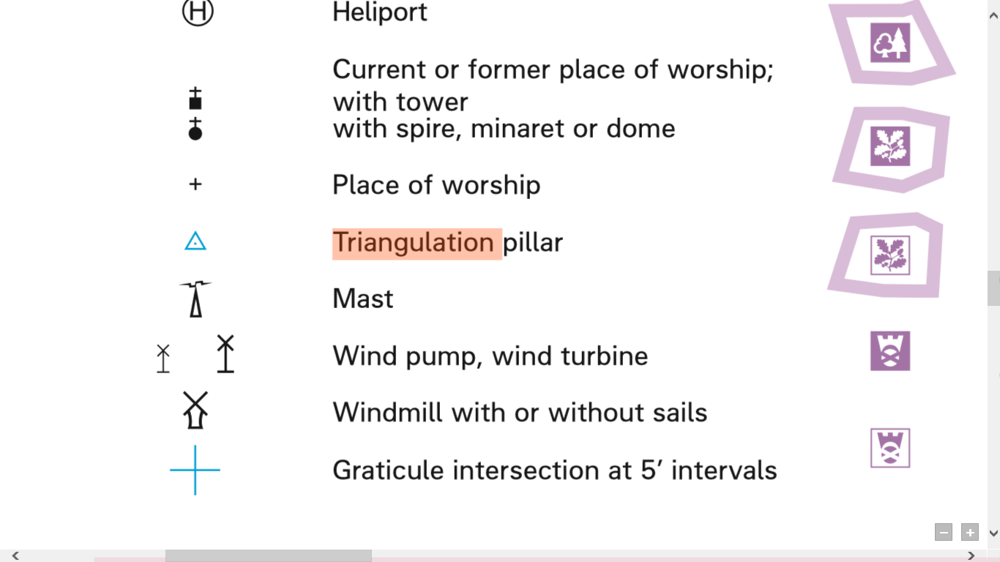 H
Heliport
Current or former place of worship;
with tower
with spire, minaret or dome
Place of worship
Triangulation pillar
Mast
Wind pump, wind turbine
Windmill with or without sails
Graticule intersection at 5′ intervals